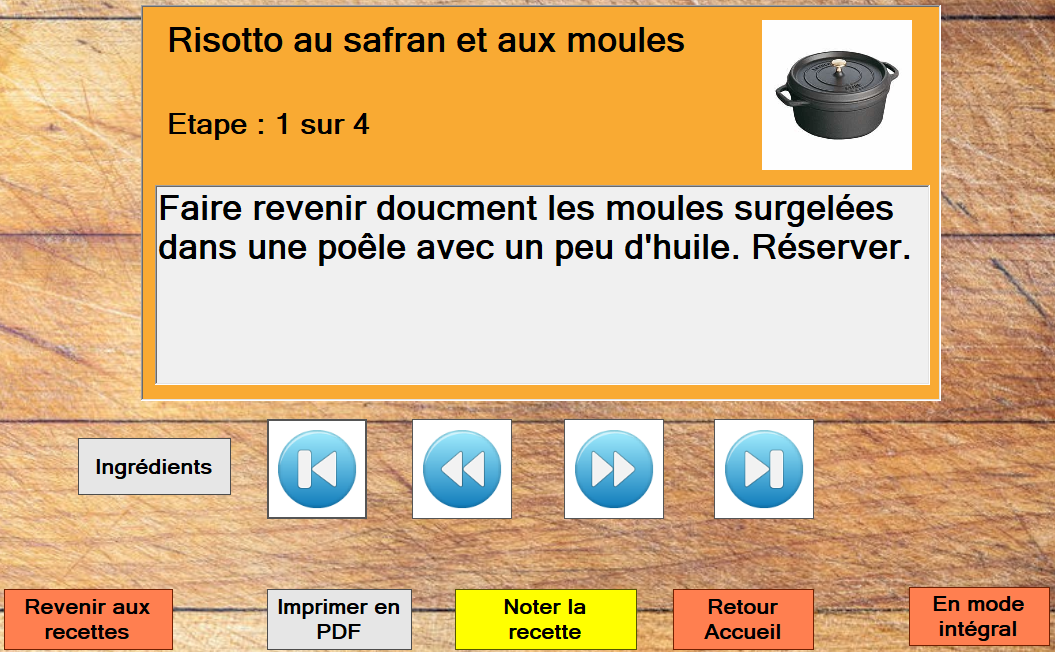 Risotto au safran et aux moules
Etape : 1 sur 4
Faire revenir doucment les moules surgelées
dans une poêle avec un peu d'huile. Réserver.
Ingrédients
Revenir aux
recettes
Imprimer en
PDF
Noter la
recette
Retour
Accueil
En mode
intégral